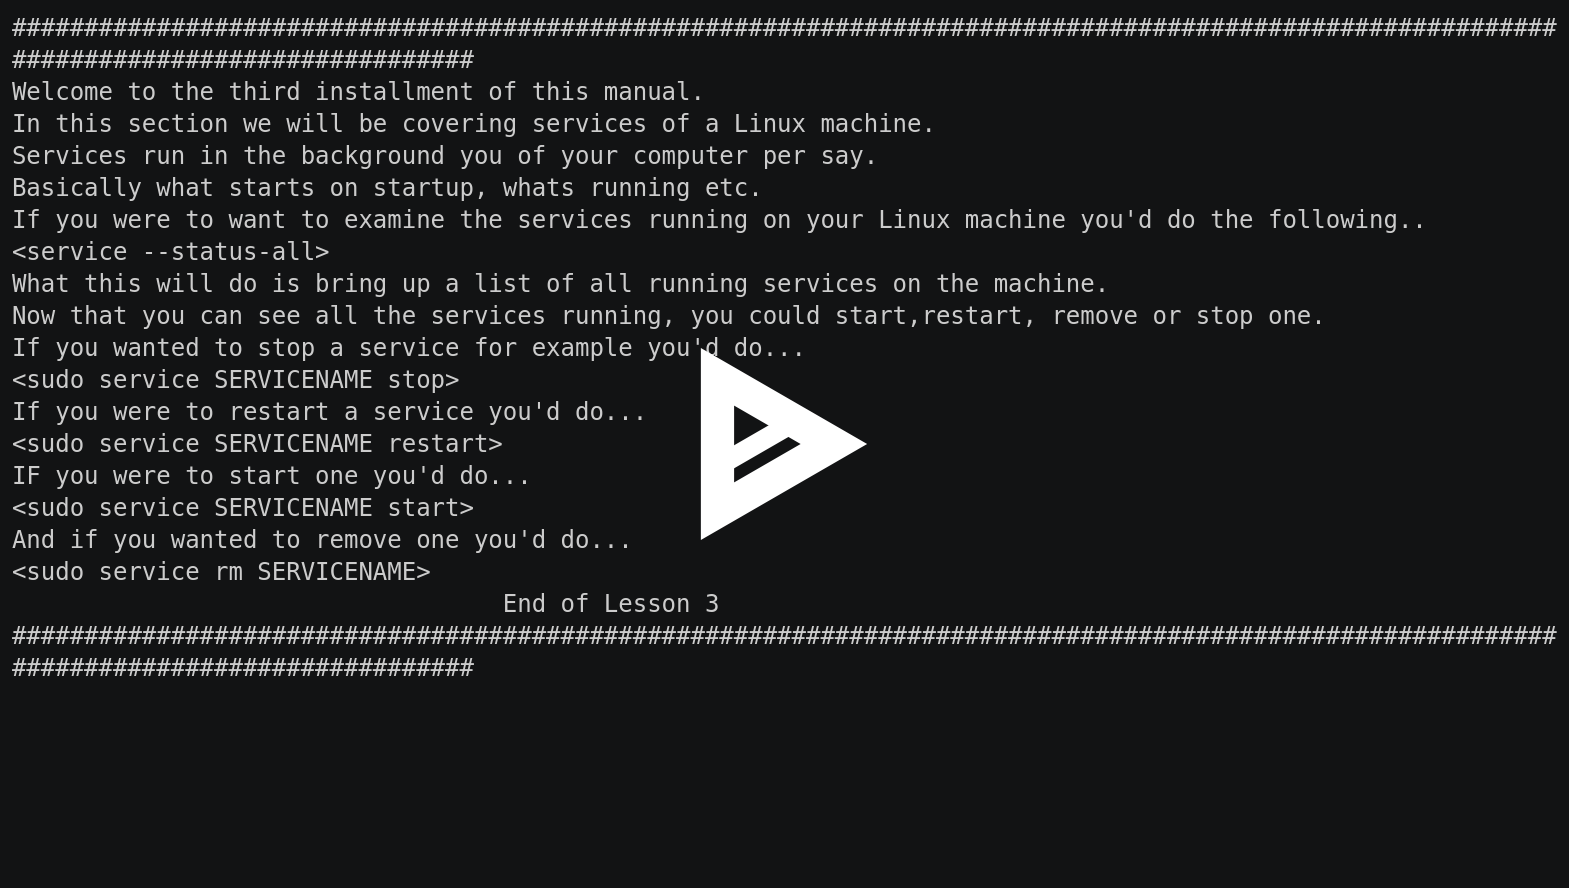 ###########################################################################################################
################################
Welcome to the third installment of this manual.
In this section we will be covering services of a Linux machine.
Services run in the background you of your computer per say.
Basically what starts on startup, whats running etc.
If you were to want to examine the services running on your Linux machine you'd do the following..
<service --status-all>
What this will do is bring up a list of all running services on the machine.
Now that you can see all the services running, you could start,restart, remove or stop one.
If you wanted to stop a service for example you'd do...
<sudo service SERVICENAME stop>
If you were to restart a service you'd do...
<sudo service SERVICENAME restart>
IF you were to start one you'd do...
<sudo service SERVICENAME start>
And if you wanted to remove one you'd do...
<sudo service rm SERVICENAME>
End of Lesson 3
###########################################################################################################
################################